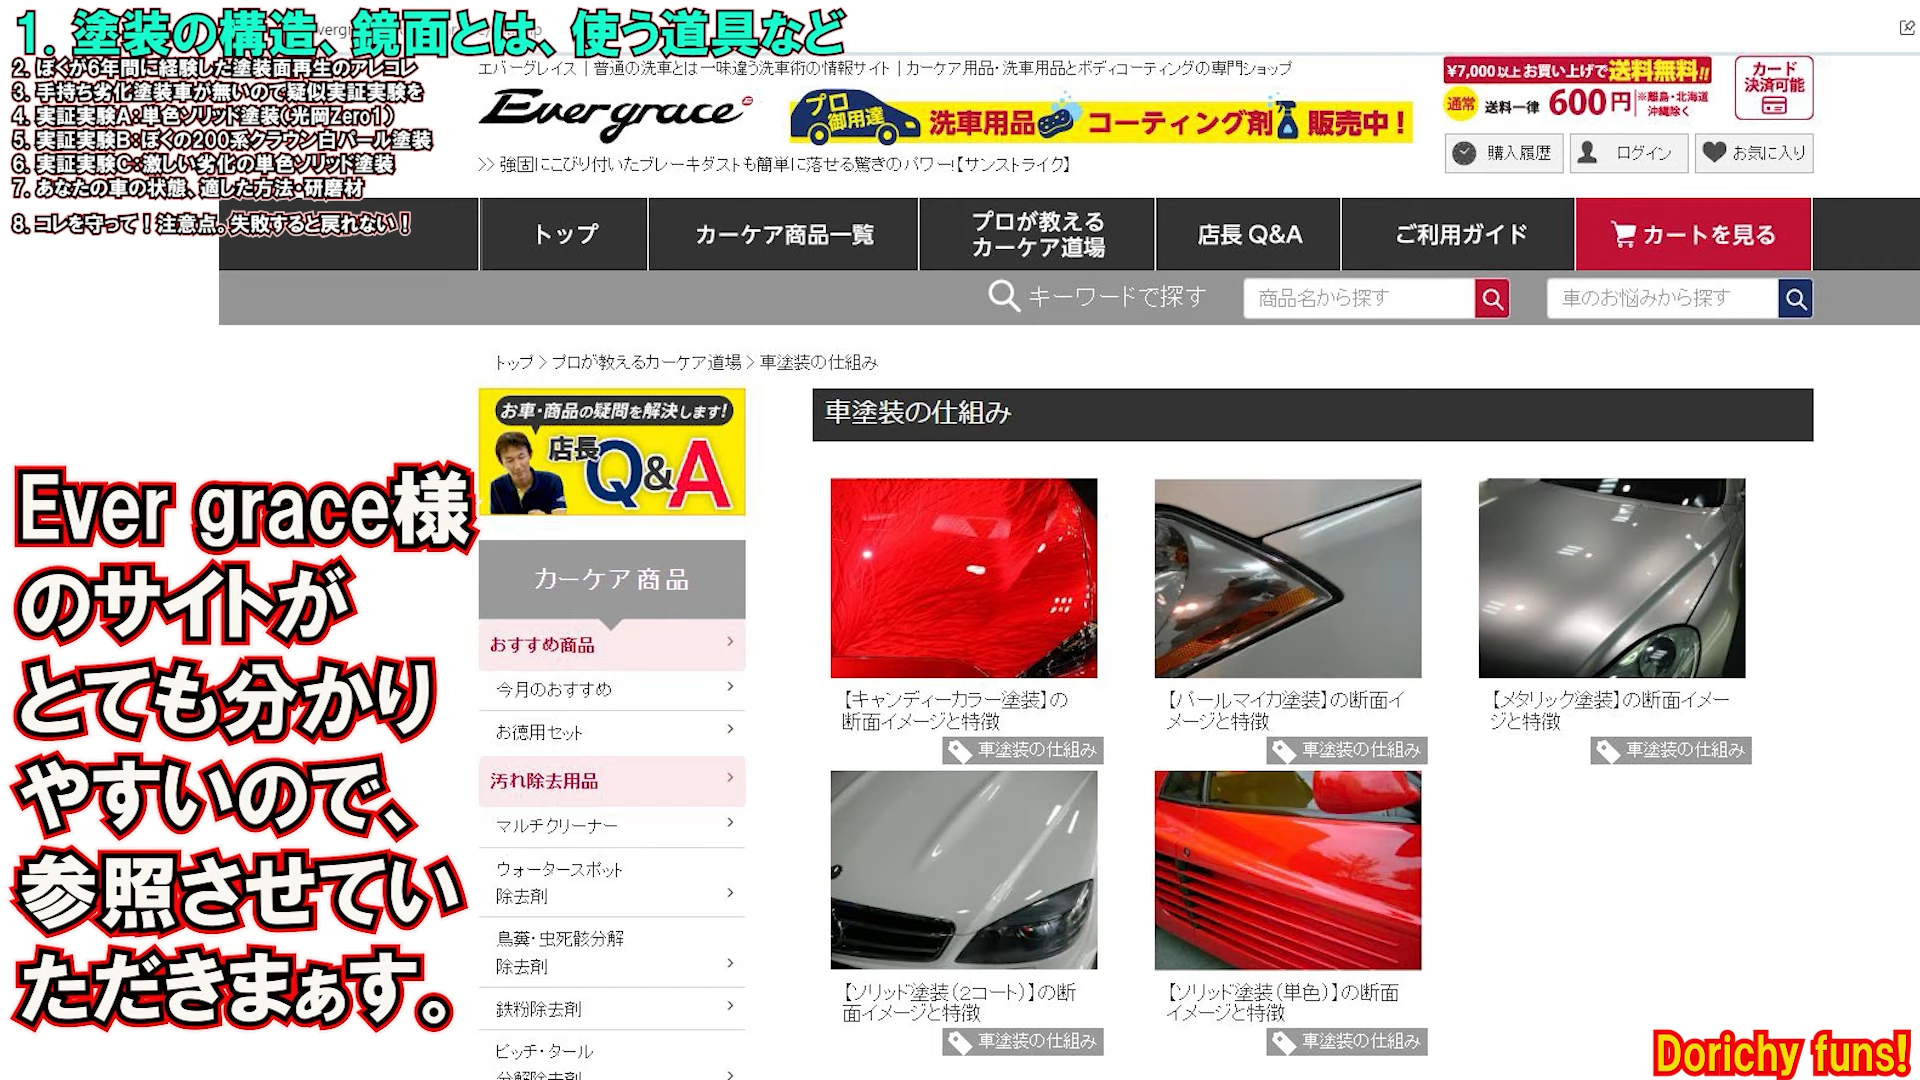 1. 塗装の構造、鏡面とは、使う道具など
2. ぼくが6年間に経験した塗装面再生のアレコレ
3. 手持ち劣化塗装車が無いので疑似実証実験を
4. 実証実験A：単色ソリッド塗装（光岡Zero1）
5. 実証実験B：ぼくの200系クラウン白パール塗装
6. 実証実験C：激しい劣化の単色ソリッド塗装
7. あなたの車の状態、適した方法・研磨材
8. コレを守って！注意点。失敗すると戻れない！
エバーグレイス｜普通の洗車とは一味違う洗車術の情報サイト｜カーケア用品・洗車用品とボディコーティングの専門ショップ
Evergrace
プロ御用達 洗車用品 コーティング剤 販売中！
>> 強固にこびり付いたブレーキダストも簡単に落せる驚きのパワー!【サンストライク】
¥7,000以上お買い上げで送料無料!!
通常 送料一律 600円 ※離島・北海道 沖縄除く
カード決済可能
購入履歴
ログイン
お気に入り
トップ
カーケア商品一覧
プロが教える
カーケア道場
店長 Q&A
ご利用ガイド
カートを見る
キーワードで探す
商品名から探す
車のお悩みから探す
トップ > プロが教えるカーケア道場 > 車塗装の仕組み
お車・商品の疑問を解決します!
店長Q&A
カーケア商品
おすすめ商品
今月のおすすめ
お徳用セット
汚れ除去用品
マルチクリーナー
ウォータースポット
除去剤
鳥糞・虫死骸分解
除去剤
鉄粉除去剤
ピッチ・タール
分解除去剤
車塗装の仕組み
【キャンディーカラー塗装】の
断面イメージと特徴
車塗装の仕組み
【パールマイカ塗装】の断面イ
メージと特徴
車塗装の仕組み
【メタリック塗装】の断面イメー
ジと特徴
車塗装の仕組み
【ソリッド塗装（2コート）】の断
面イメージと特徴
車塗装の仕組み
【ソリッド塗装（単色）】の断面
イメージと特徴
車塗装の仕組み
Ever grace様
のサイトが
とても分かり
やすいので、
参照させてい
ただきまぁす。
Dorichy funs!